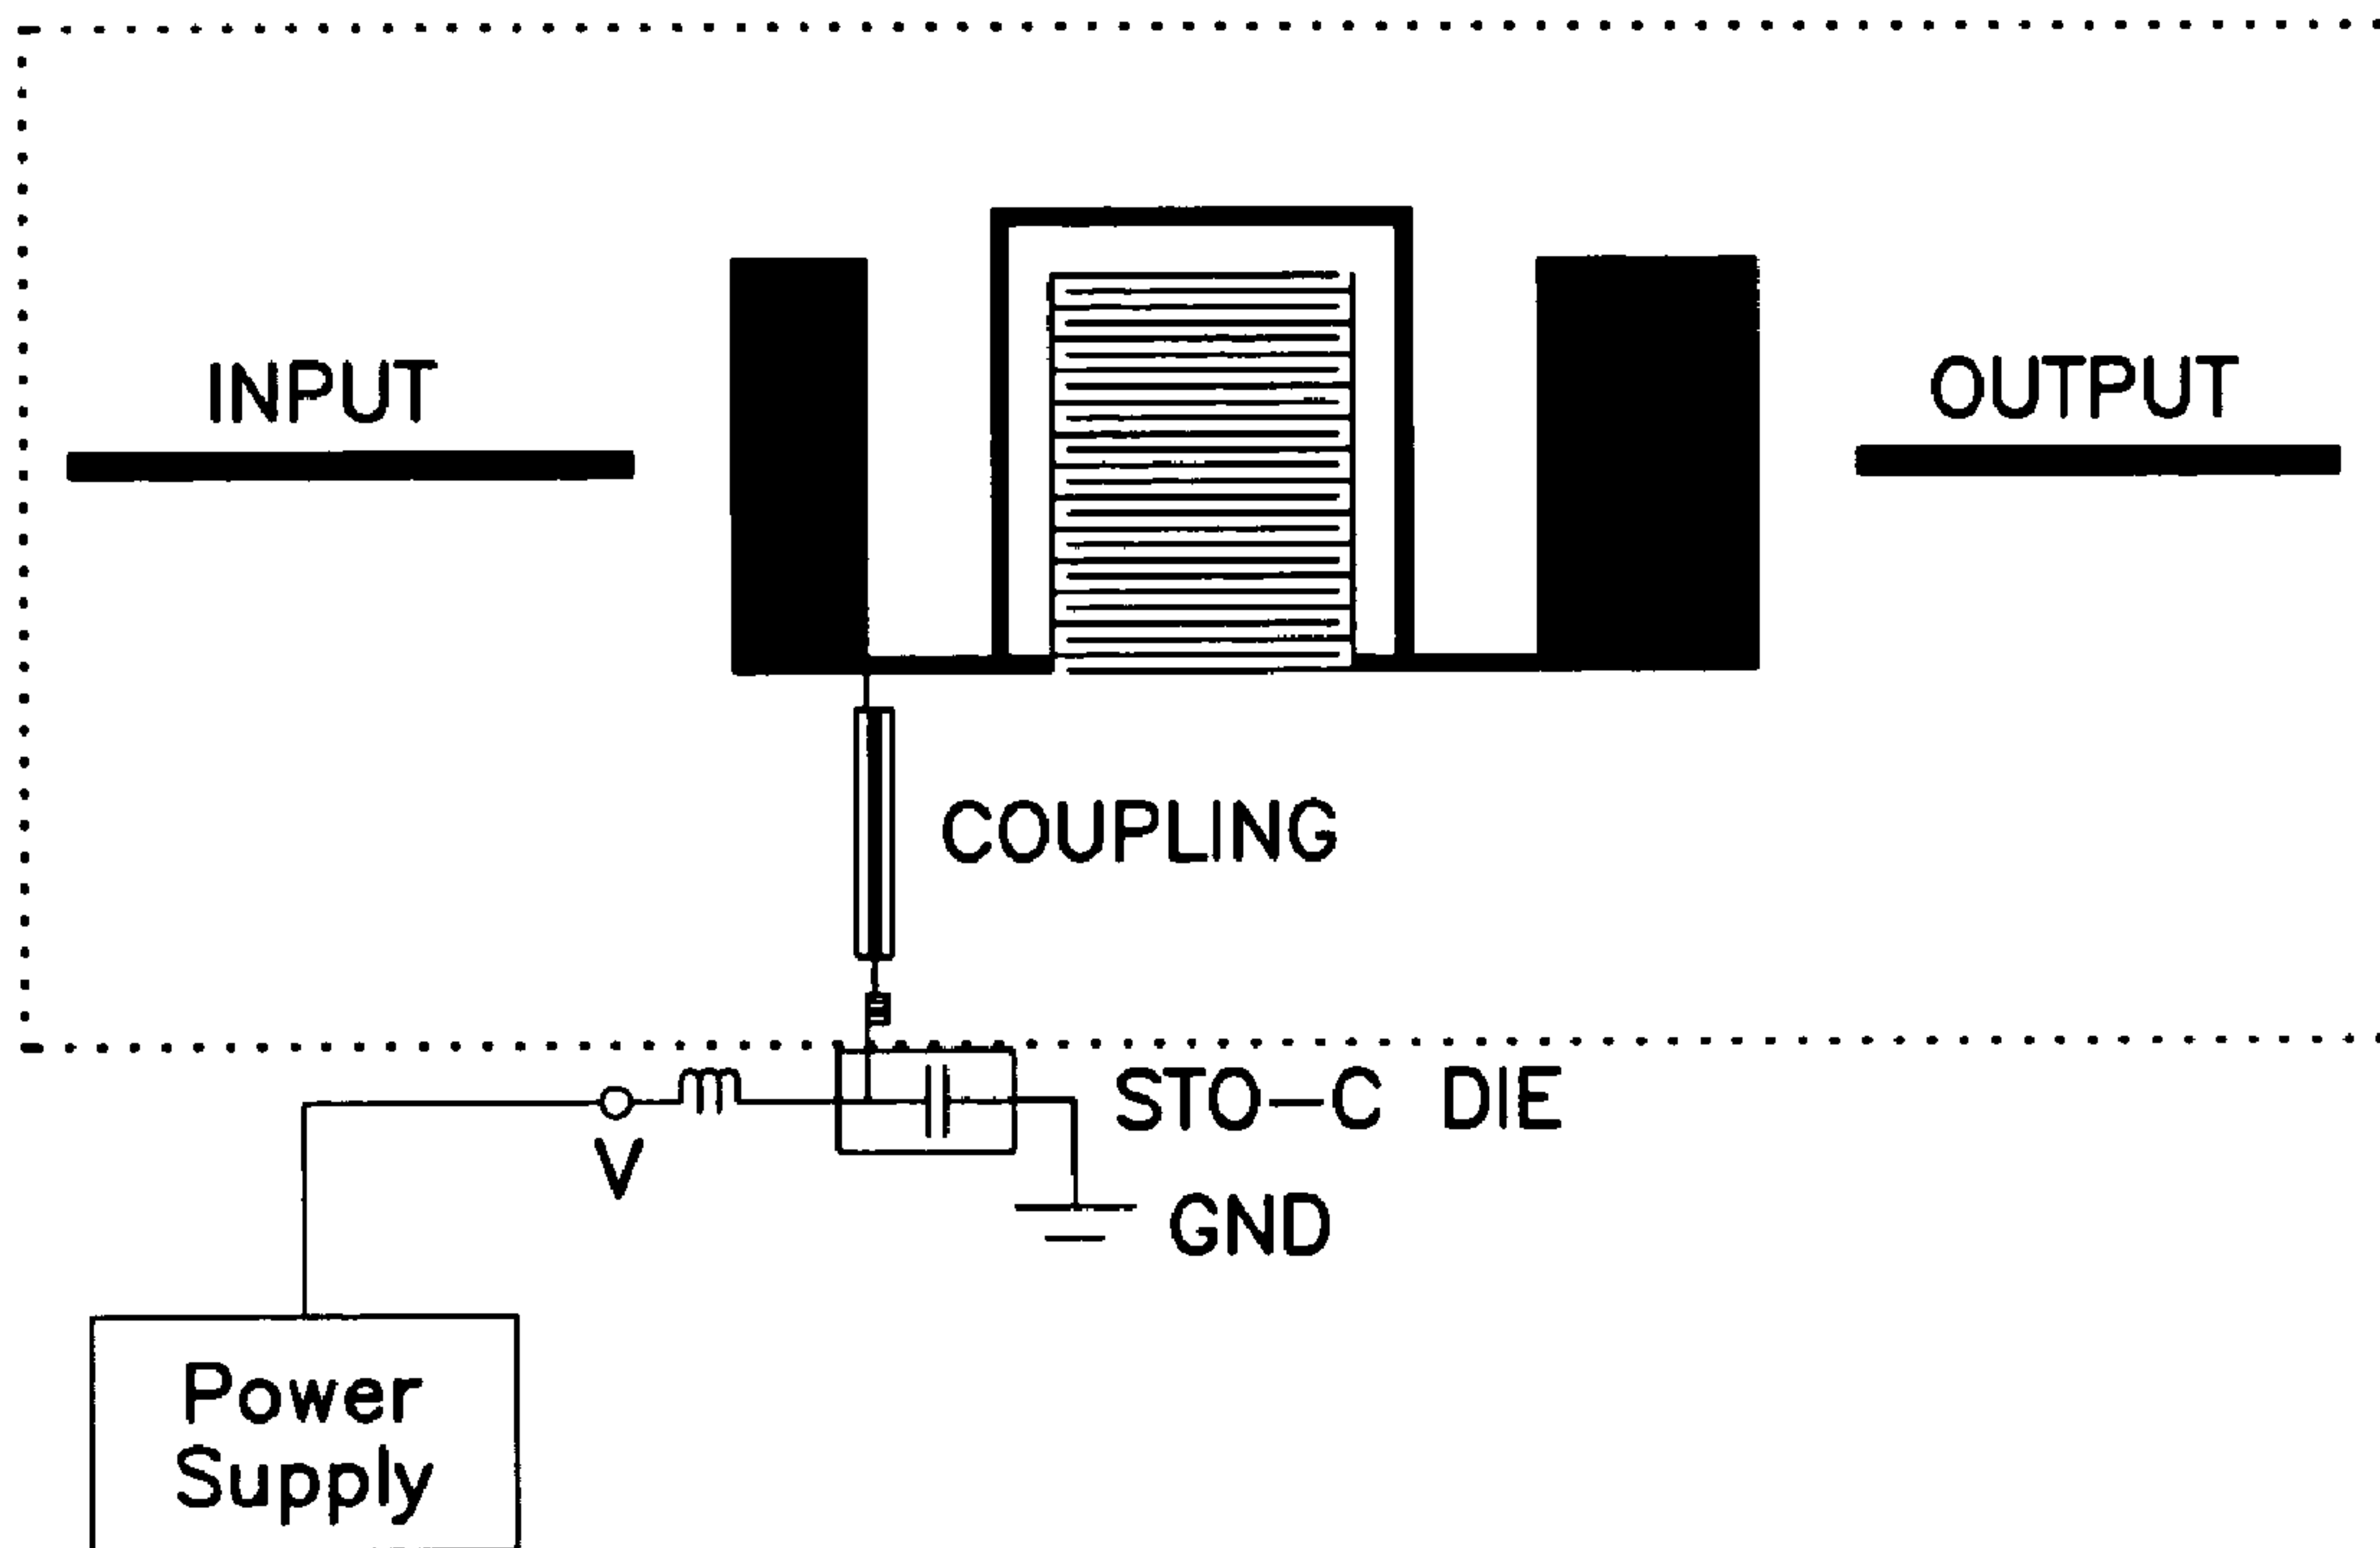 INPUT
OUTPUT
COUPLING
STO-C DIE
V
GND
Power
Supply